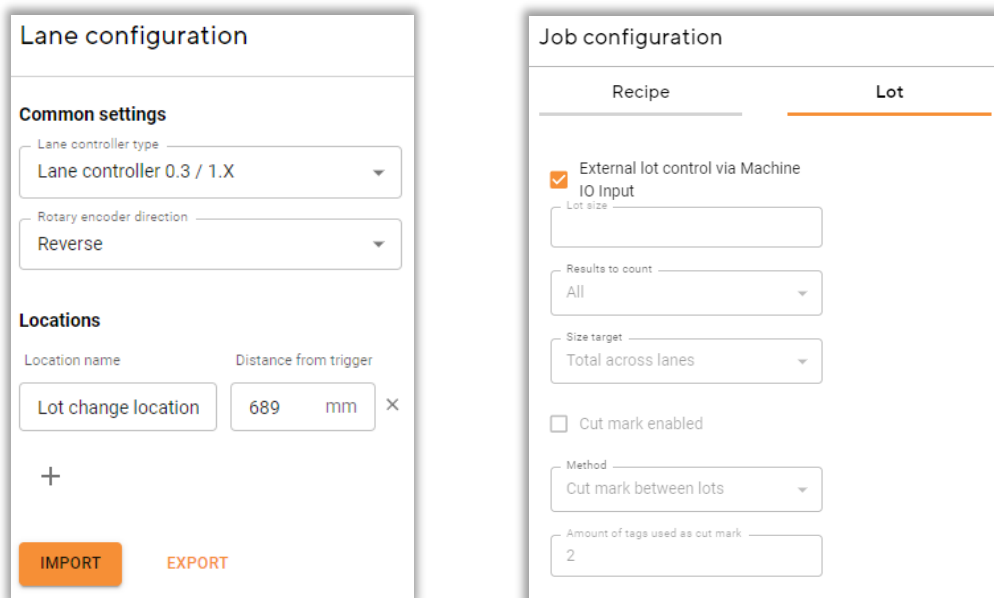 Lane configuration
Common settings
Lane controller type
Lane controller 0.3 / 1.X
Rotary encoder direction
Reverse
Locations
Location name
Distance from trigger
Lot change location
689 mm
IMPORT
EXPORT
Job configuration
Recipe
Lot
External lot control via Machine
IO Input
Lot size
Results to count
All
Size target
Total across lanes
Cut mark enabled
Method
Cut mark between lots
Amount of tags used as cut mark
2